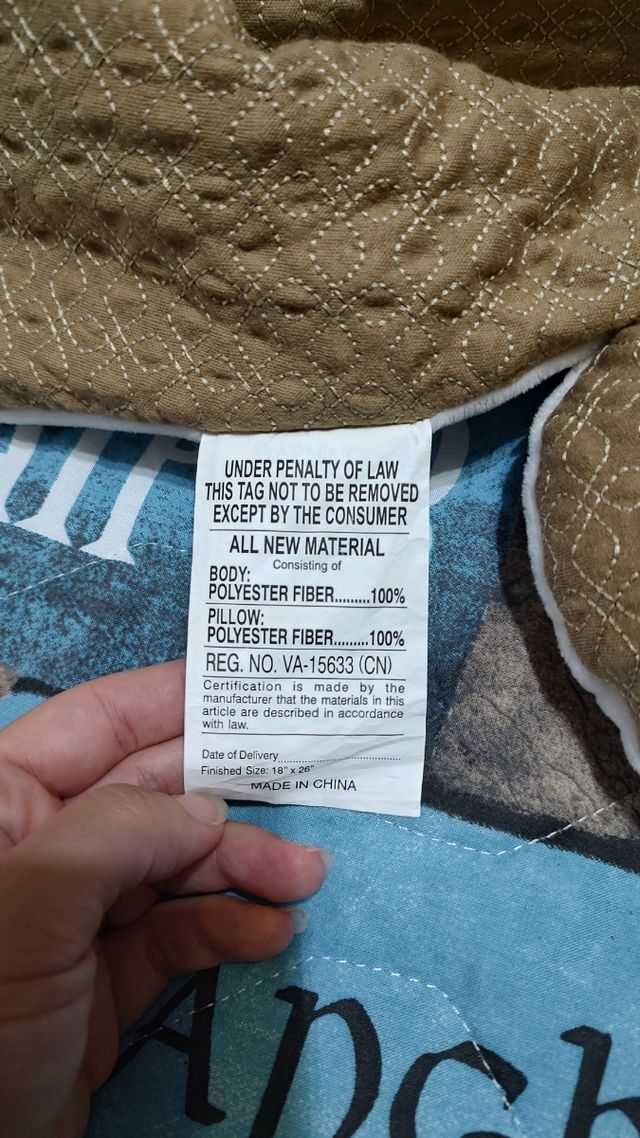 UNDER PENALTY OF LAW
THIS TAG NOT TO BE REMOVED
EXCEPT BY THE CONSUMER
ALL NEW MATERIAL
Consisting of
BODY:
POLYESTER FIBER.........100%
PILLOW:
POLYESTER FIBER.........100%
REG. NO. VA-15633 (CN)
Certification is made by the
manufacturer that the materials in this
article are described in accordance
with law.
Date of Delivery.......................................
Finished Size: 18" x 26"
MADE IN CHINA